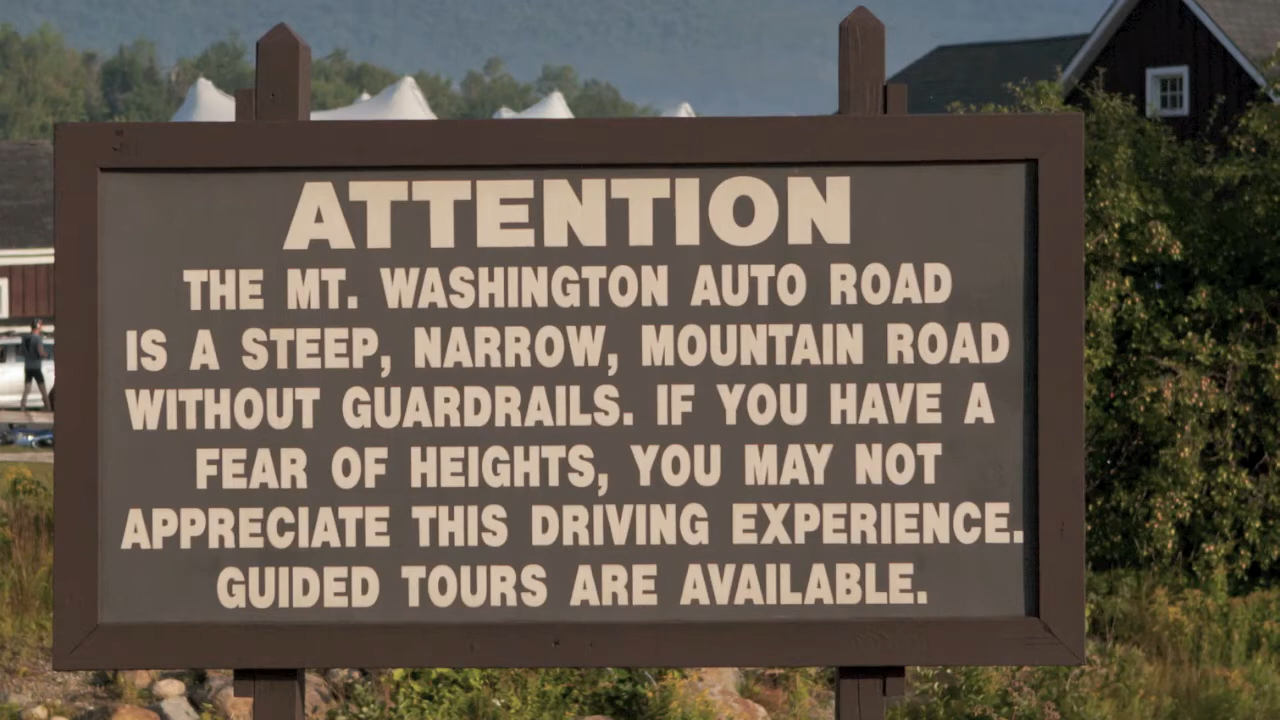 ATTENTION
THE MT. WASHINGTON AUTO ROAD
IS A STEEP, NARROW, MOUNTAIN ROAD
WITHOUT GUARDRAILS. IF YOU HAVE A
FEAR OF HEIGHTS, YOU MAY NOT
APPRECIATE THIS DRIVING EXPERIENCE.
GUIDED TOURS ARE AVAILABLE.